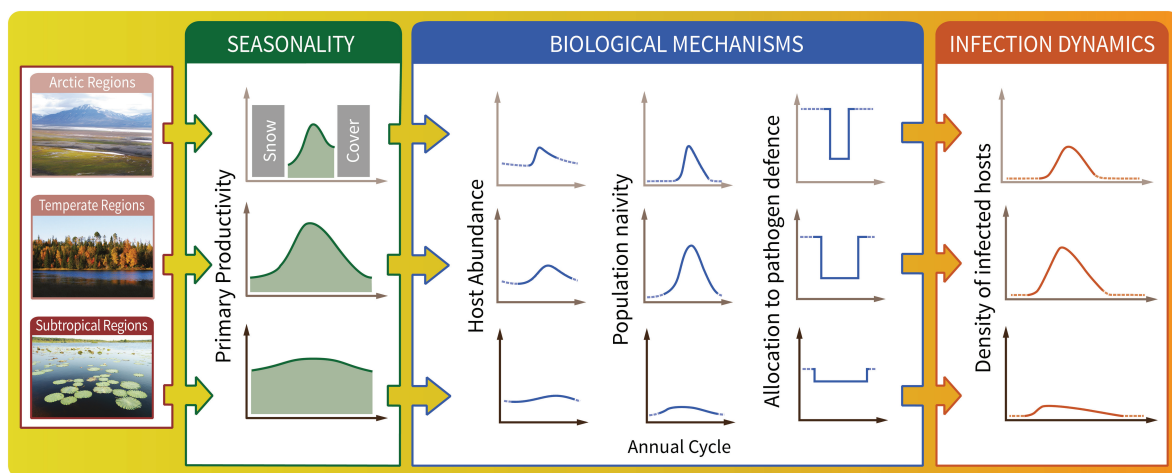 SEASONALITY
BIOLOGICAL MECHANISMS
INFECTION DYNAMICS
Arctic Regions
Temperate Regions
Subtropical Regions
Primary Productivity
Snow
Cover
Host Abundance
Population naivity
Allocation to pathogen defence
Annual Cycle
Density of infected hosts